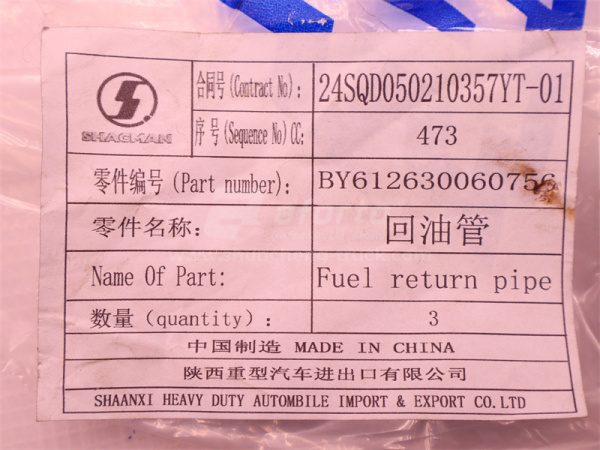 合同号(Contract No): 24SQD050210357YT-01
SHACMAN
序号(Sequence No)CC: 473
零件编号(Part number): BY612630060756
零件名称: 回油管
Name Of Part: Fuel return pipe
数量(quantity): 3
中国制造 MADE IN CHINA
陕西重型汽车进出口有限公司
SHAANXI HEAVY DUTY AUTOMBILE IMPORT & EXPORT CO.LTD